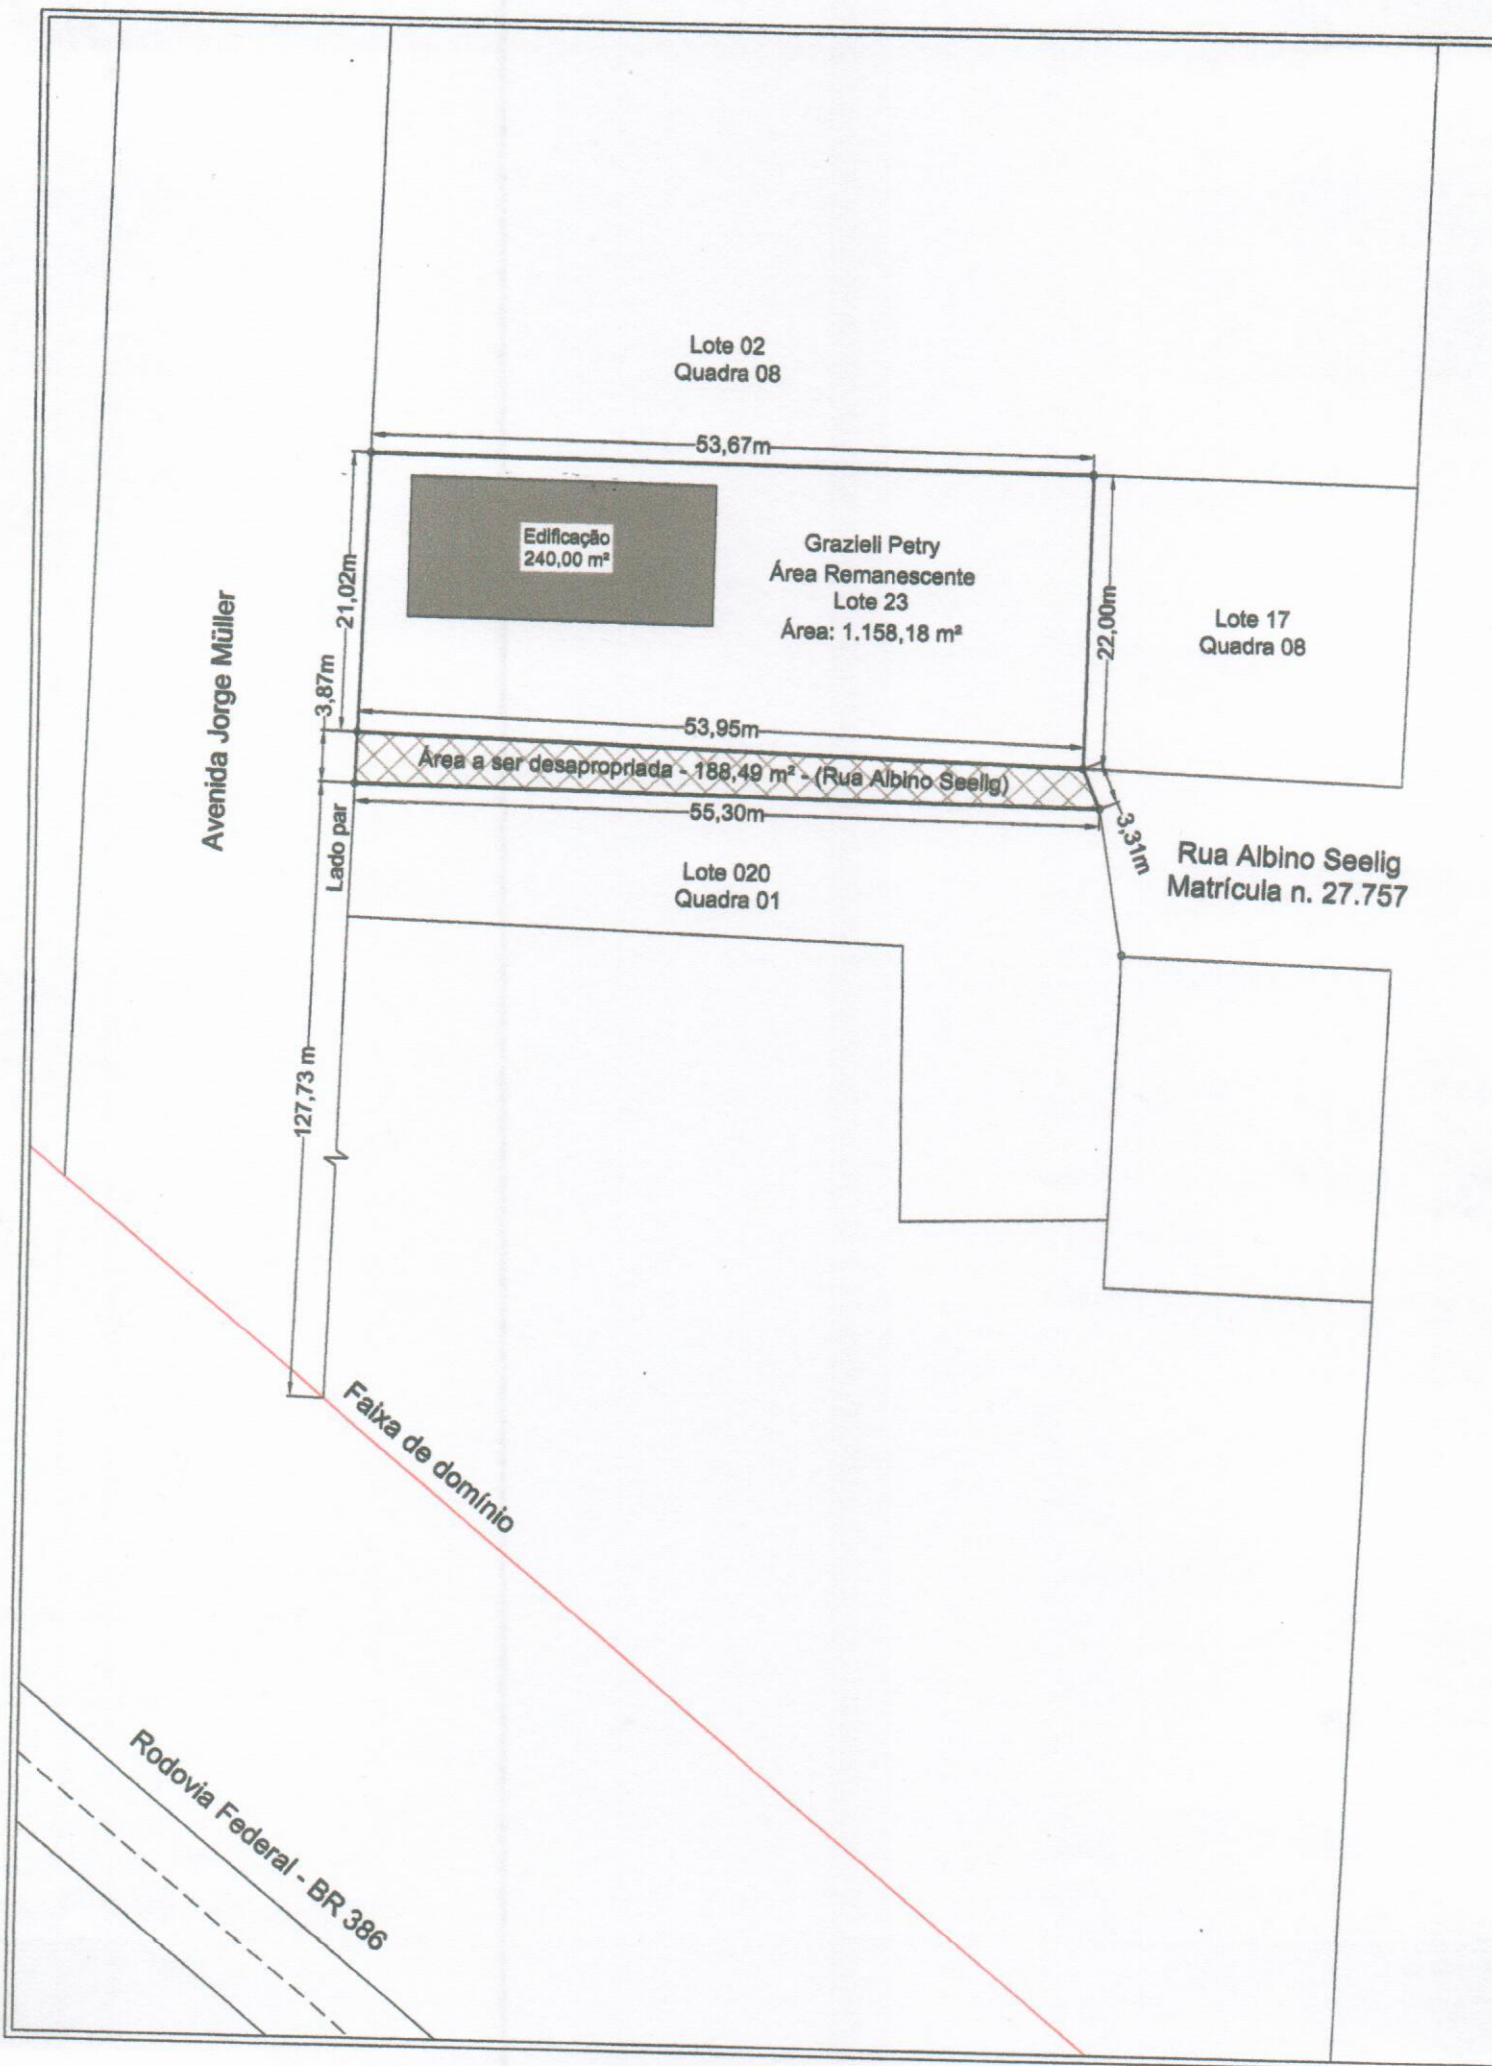 Lote 02
Quadra 08
53,67m
Edificação
240,00 m²
Grazieli Petry
Área Remanescente
Lote 23
Área: 1.158,18 m²
21,02m
22,00m
Lote 17
Quadra 08
Avenida Jorge Müller
3,87m
53,95m
Área a ser desapropriada - 188,49 m² - (Rua Albino Seelig)
55,30m
3,31m
Lado par
Lote 020
Quadra 01
Rua Albino Seelig
Matrícula n. 27.757
127,73 m
Faixa de domínio
Rodovia Federal - BR 386